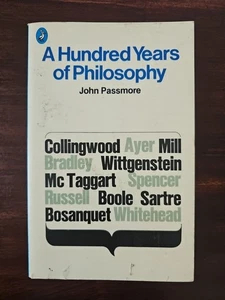 A Hundred Years
of Philosophy
John Passmore
Collingwood Ayer Mill
Bradley Wittgenstein
Mc Taggart Spencer
Russell Boole Sartre
Bosanquet Whitehead